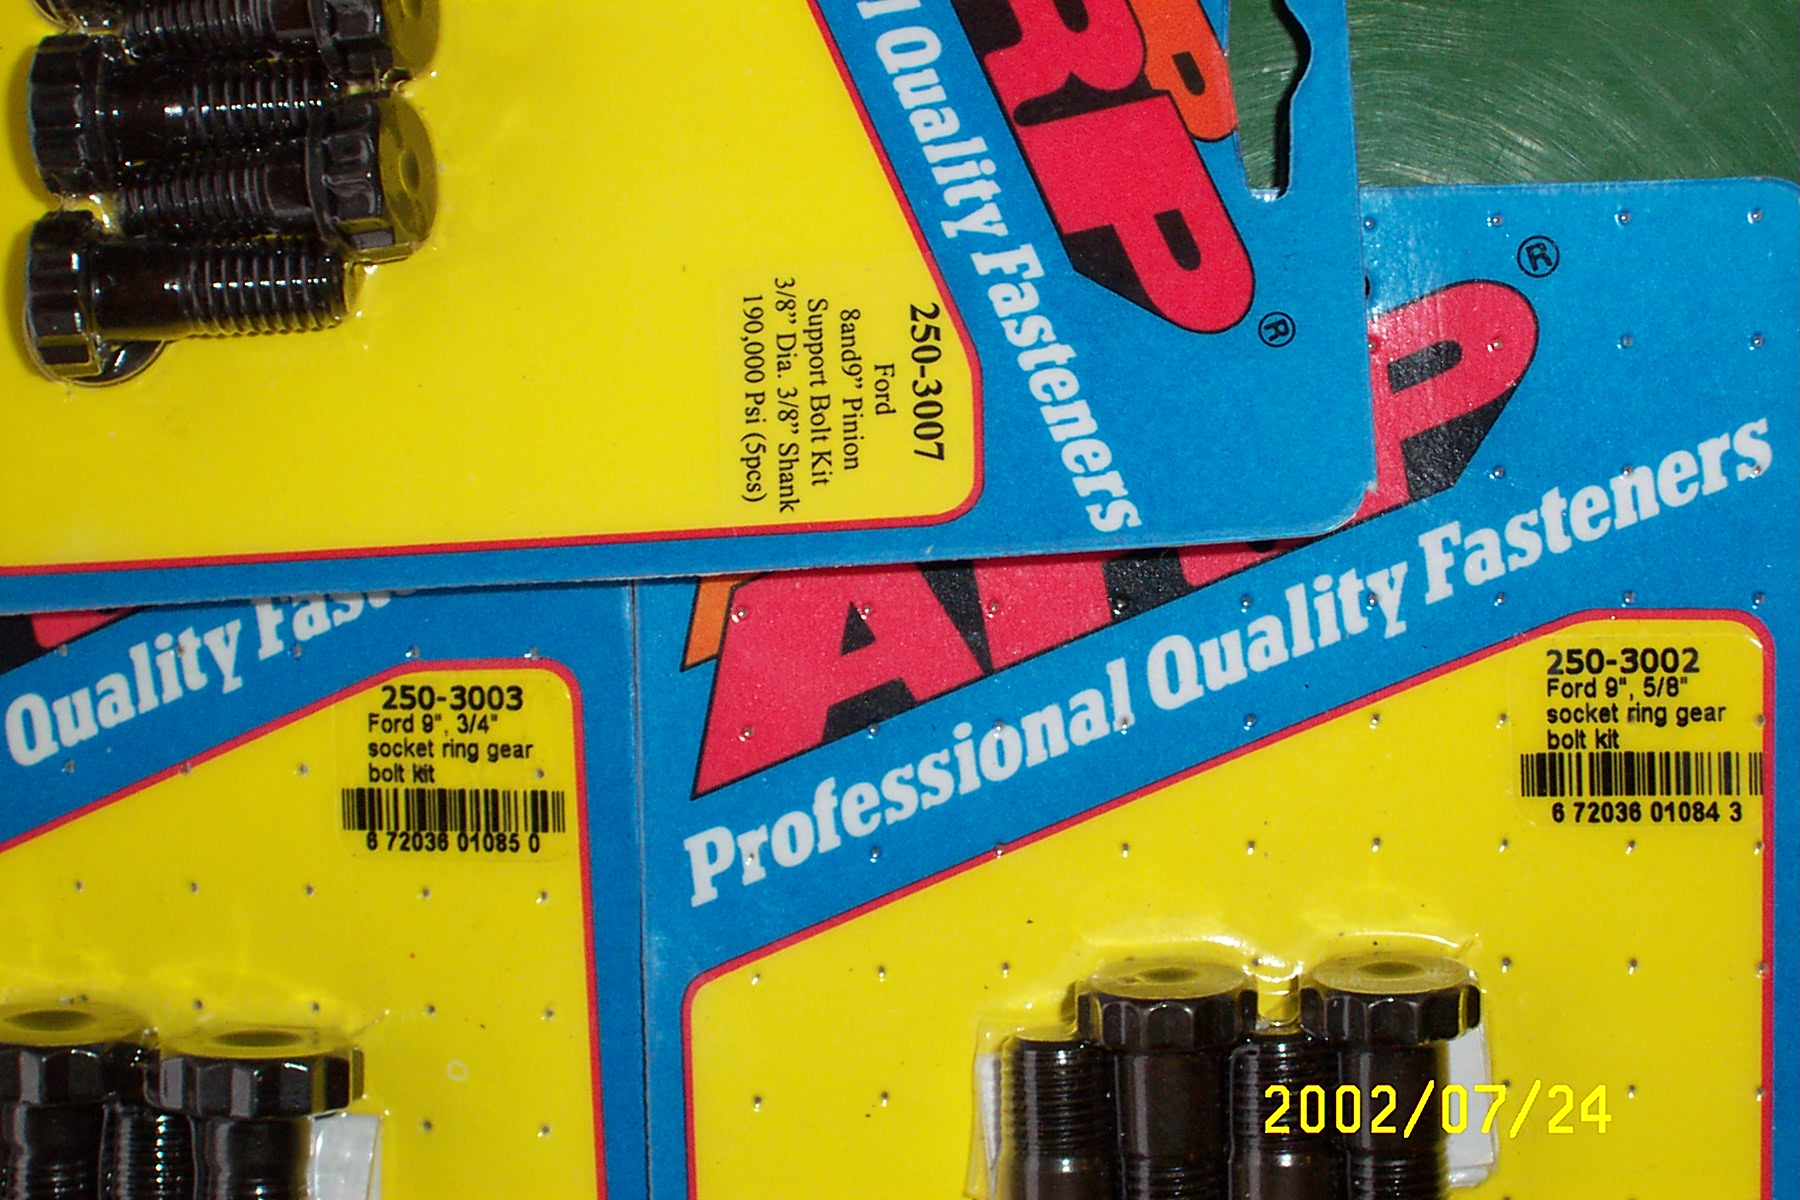 ARP
®
Quality Fasteners
250-3007
Ford
8and9" Pinion
Support Bolt Kit
3/8" Dia. 3/8" Shank
190,000 Psi (5pcs)
ARP
®
Professional Quality Fasteners
250-3002
Ford 9", 5/8"
socket ring gear
bolt kit
6 72036 01084 3
Quality
250-3003
Ford 9", 3/4"
socket ring gear
bolt kit
6 72036 01085 0
2002/07/24